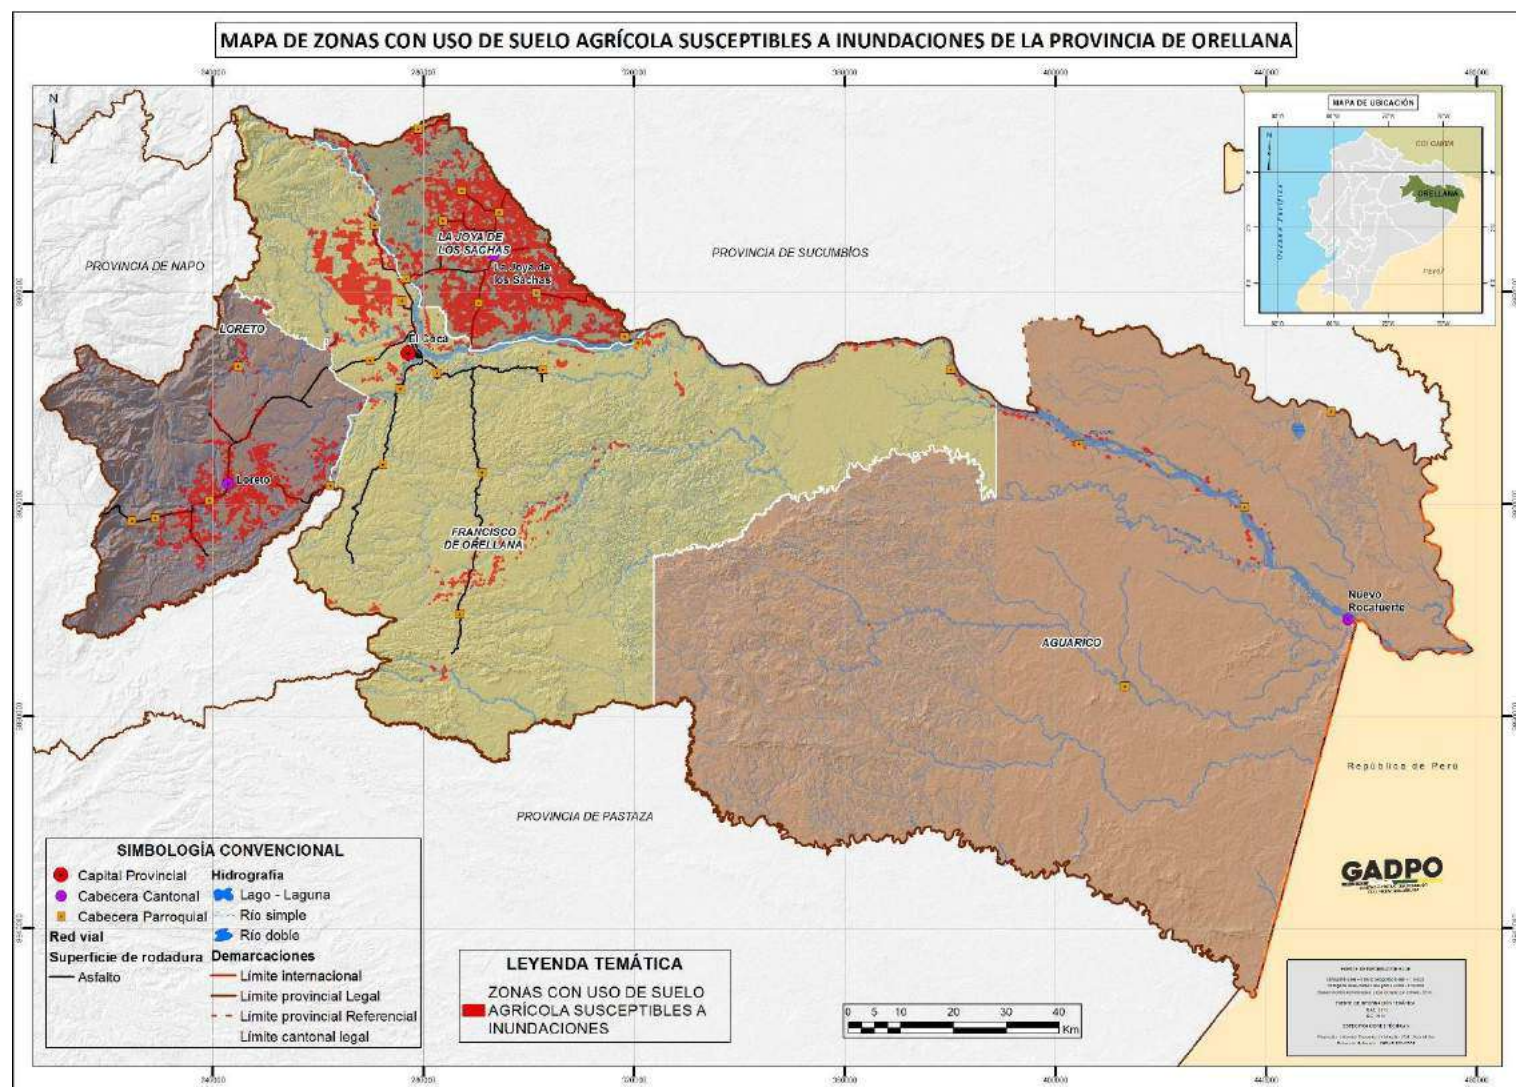 MAPA DE ZONAS CON USO DE SUELO AGRÍCOLA SUSCEPTIBLES A INUNDACIONES DE LA PROVINCIA DE ORELLANA
N
MAPA DE UBICACIÓN
N
ORELLANA
PERÚ
PROVINCIA DE NAPO
LA JOYA DE
LOS SACHAS
La Joya de
los Sachas
PROVINCIA DE SUCUMBÍOS
LORETO
El Coca
Loreto
FRANCISCO
DE ORELLANA
Nuevo
Rocafuerte
AGUARICO
República de Perú
PROVINCIA DE PASTAZA
GADPO
SIMBOLOGÍA CONVENCIONAL
Capital Provincial
Cabecera Cantonal
Cabecera Parroquial
Red vial
Superficie de rodadura
Asfalto
Hidrografía
Lago - Laguna
Río simple
Río doble
Demarcaciones
Límite internacional
Límite provincial Legal
Límite provincial Referencial
Límite cantonal legal
LEYENDA TEMÁTICA
ZONAS CON USO DE SUELO
AGRÍCOLA SUSCEPTIBLES A
INUNDACIONES
0 5 10 20 30 40
Km